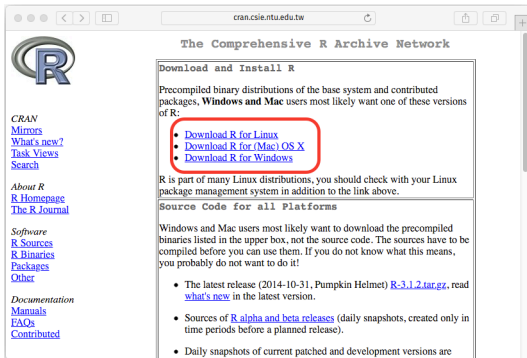 cran.csie.ntu.edu.tw
The Comprehensive R Archive Network
R
CRAN
Mirrors
What's new?
Task Views
Search
About R
R Homepage
The R Journal
Software
R Sources
R Binaries
Packages
Other
Documentation
Manuals
FAQs
Contributed
Download and Install R
Precompiled binary distributions of the base system and contributed
packages, Windows and Mac users most likely want one of these versions
of R:
Download R for Linux
Download R for (Mac) OS X
Download R for Windows
R is part of many Linux distributions, you should check with your Linux
package management system in addition to the link above.
Source Code for all Platforms
Windows and Mac users most likely want to download the precompiled
binaries listed in the upper box, not the source code. The sources have to be
compiled before you can use them. If you do not know what this means,
you probably do not want to do it!
The latest release (2014-10-31, Pumpkin Helmet) R-3.1.2.tar.gz, read
what's new in the latest version.
Sources of R alpha and beta releases (daily snapshots, created only in
time periods before a planned release).
Daily snapshots of current patched and development versions are